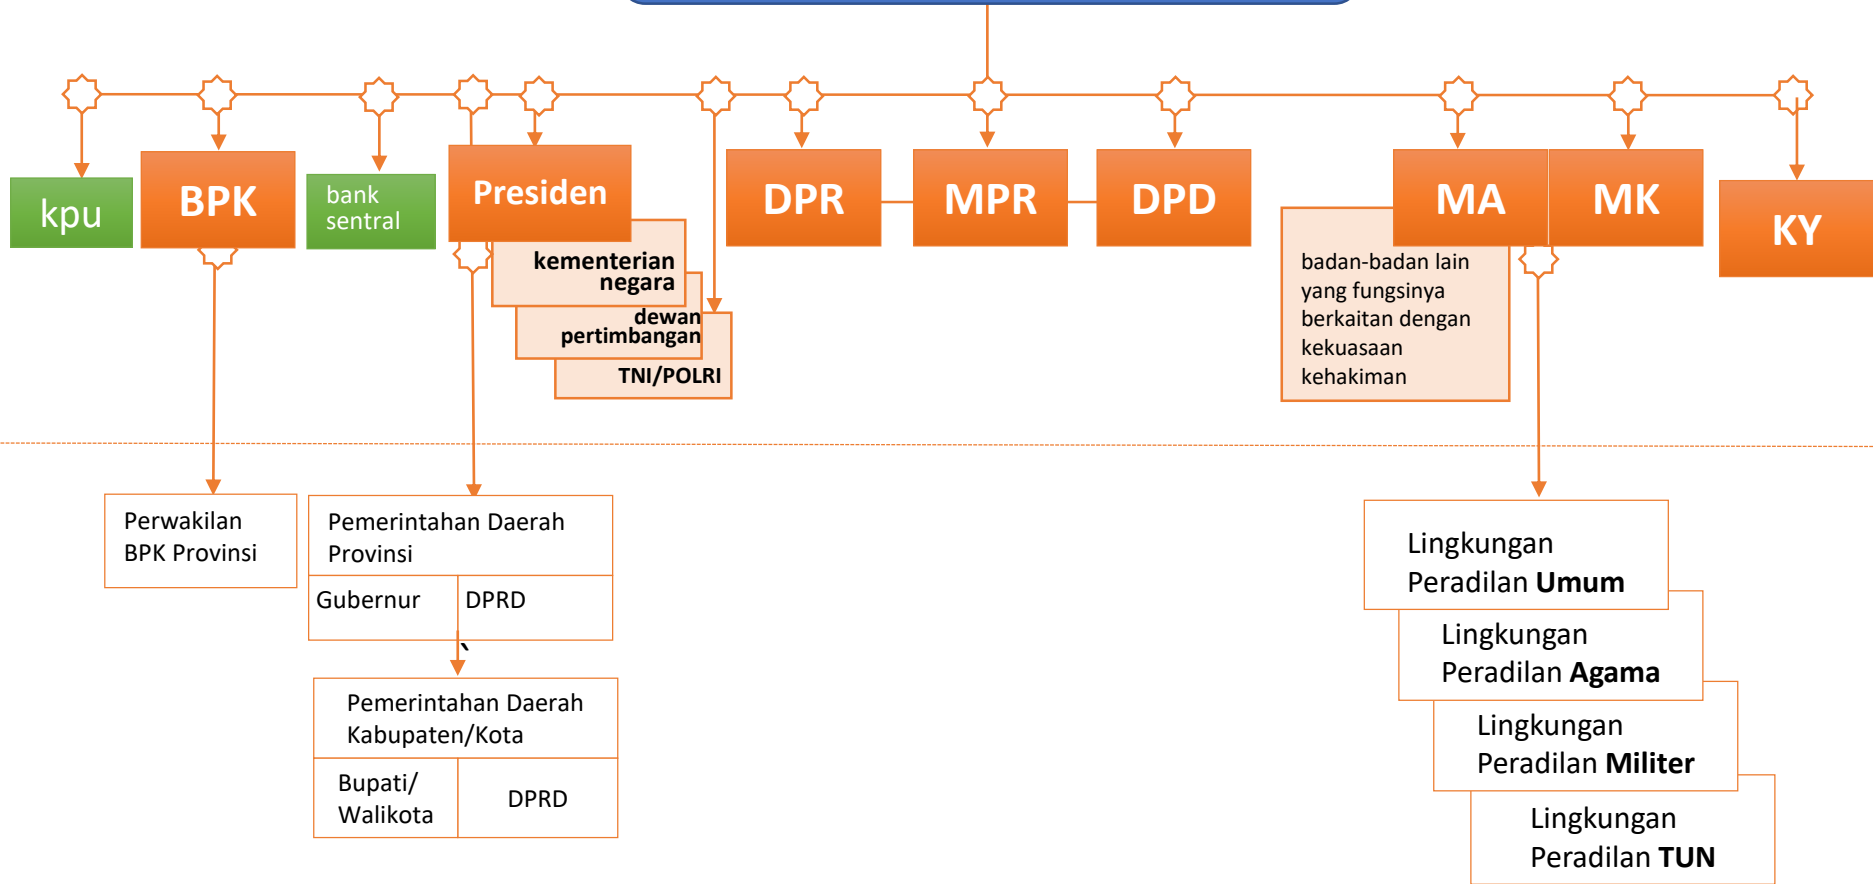 kpu
BPK
bank
sentral
Presiden
DPR
MPR
DPD
MA
MK
KY
kementerian
negara
dewan
pertimbangan
TNI/POLRI
badan-badan lain
yang fungsinya
berkaitan dengan
kekuasaan
kehakiman
Perwakilan
BPK Provinsi
Pemerintahan Daerah
Provinsi
Gubernur
DPRD
`
Pemerintahan Daerah
Kabupaten/Kota
Bupati/
Walikota
DPRD
Lingkungan
Peradilan Umum
Lingkungan
Peradilan Agama
Lingkungan
Peradilan Militer
Lingkungan
Peradilan TUN